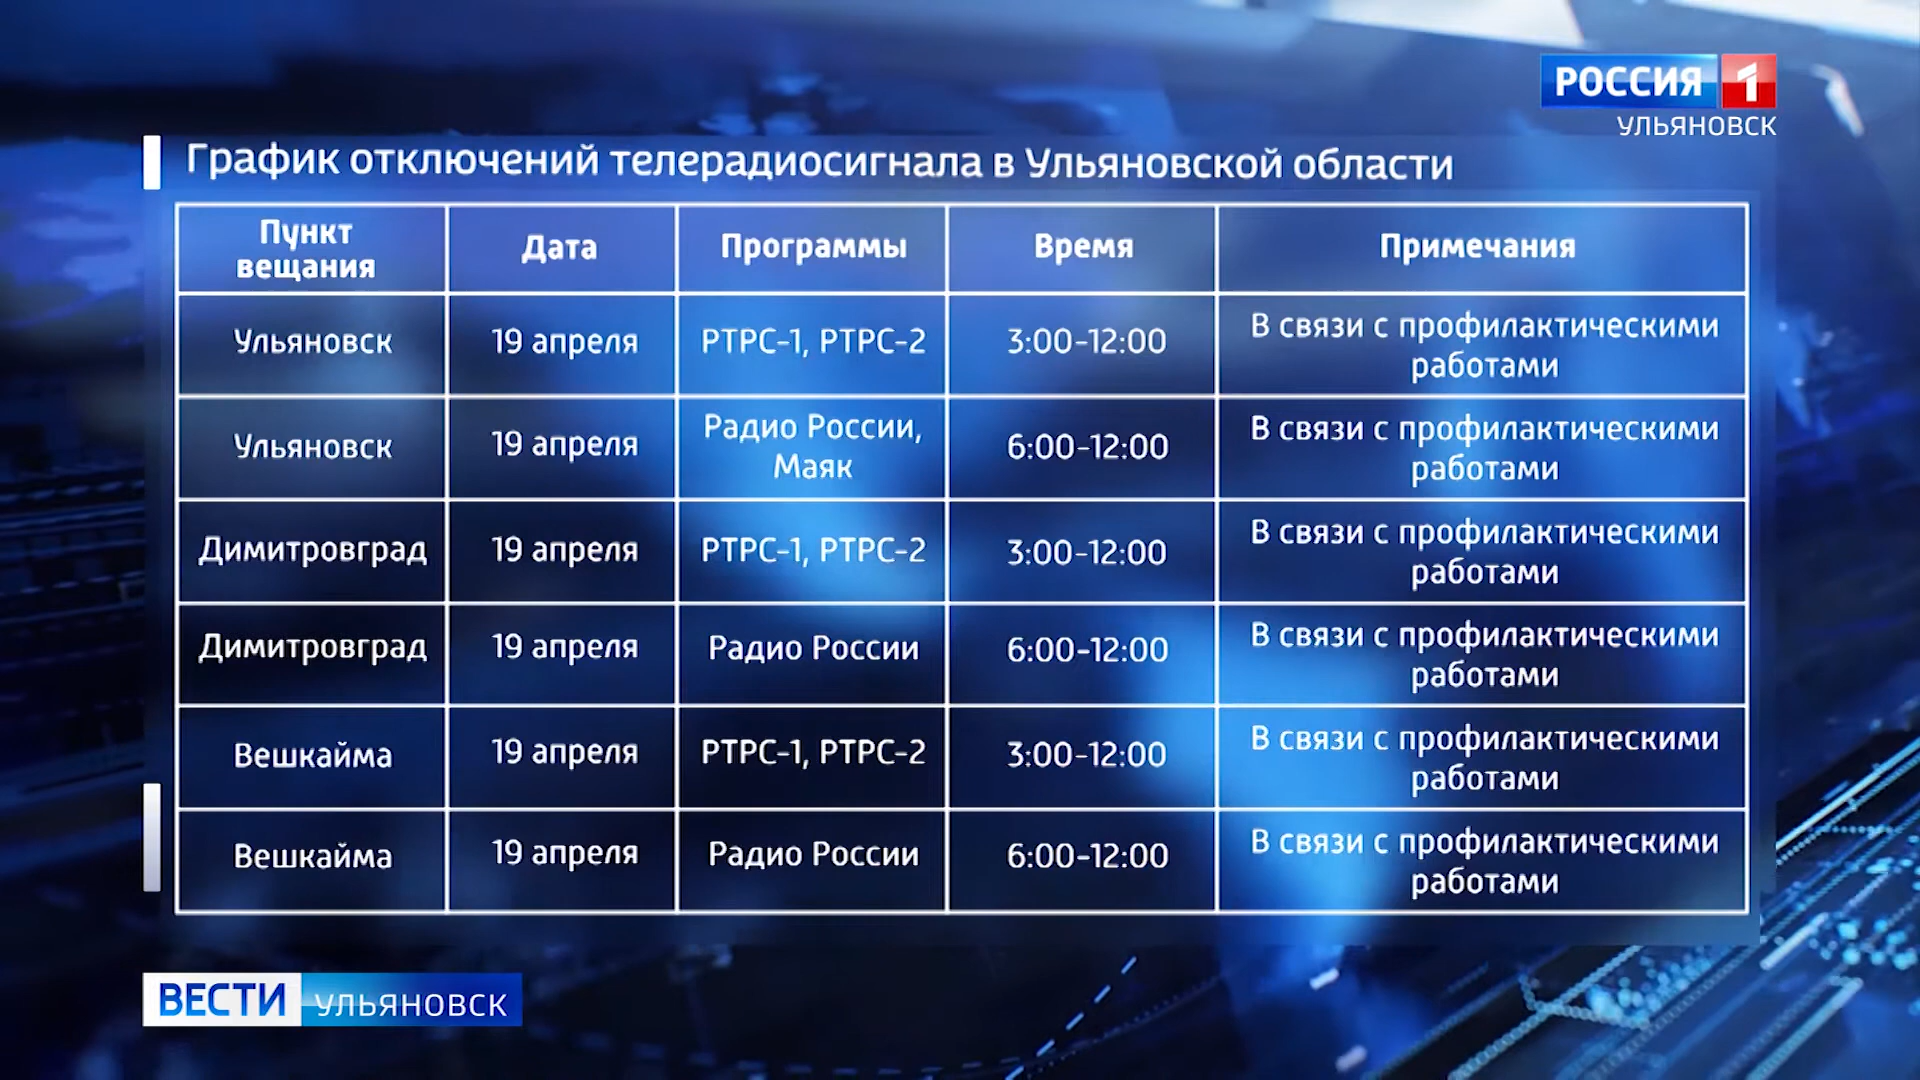 РОССИЯ 1
УЛЬЯНОВСК
График отключений телерадиосигнала в Ульяновской области
Пункт вещания | Дата | Программы | Время | Примечания
Ульяновск | 19 апреля | РТРС-1, РТРС-2 | 3:00-12:00 | В связи с профилактическими работами
Ульяновск | 19 апреля | Радио России, Маяк | 6:00-12:00 | В связи с профилактическими работами
Димитровград | 19 апреля | РТРС-1, РТРС-2 | 3:00-12:00 | В связи с профилактическими работами
Димитровград | 19 апреля | Радио России | 6:00-12:00 | В связи с профилактическими работами
Вешкайма | 19 апреля | РТРС-1, РТРС-2 | 3:00-12:00 | В связи с профилактическими работами
Вешкайма | 19 апреля | Радио России | 6:00-12:00 | В связи с профилактическими работами
ВЕСТИ УЛЬЯНОВСК